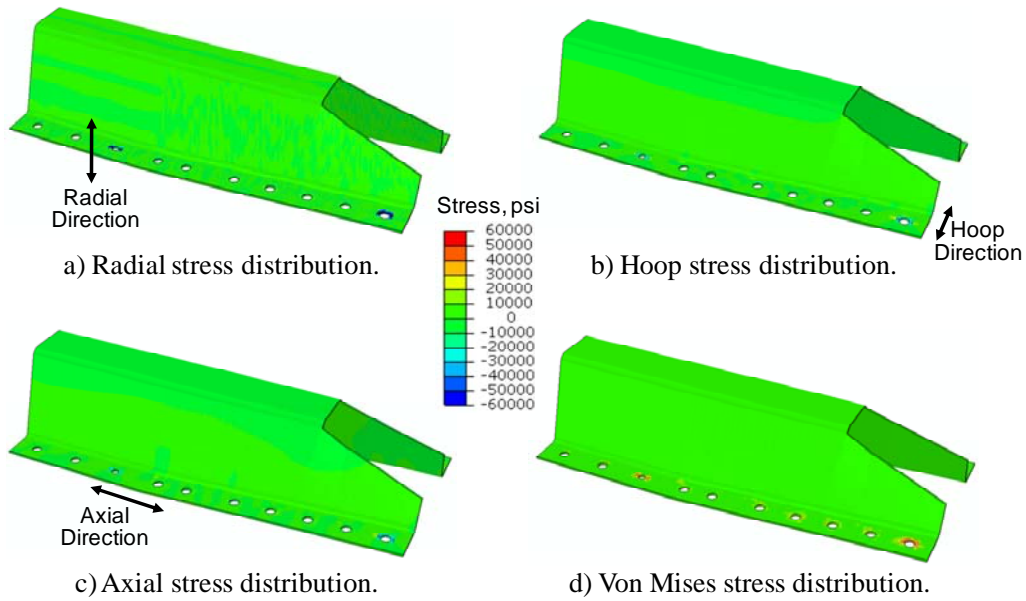 Radial
Direction
a) Radial stress distribution.
Hoop
Direction
b) Hoop stress distribution.
Stress, psi
60000
50000
40000
30000
20000
10000
0
-10000
-20000
-30000
-40000
-50000
-60000
Axial
Direction
c) Axial stress distribution.
d) Von Mises stress distribution.